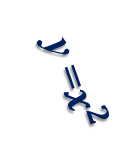 y = x2